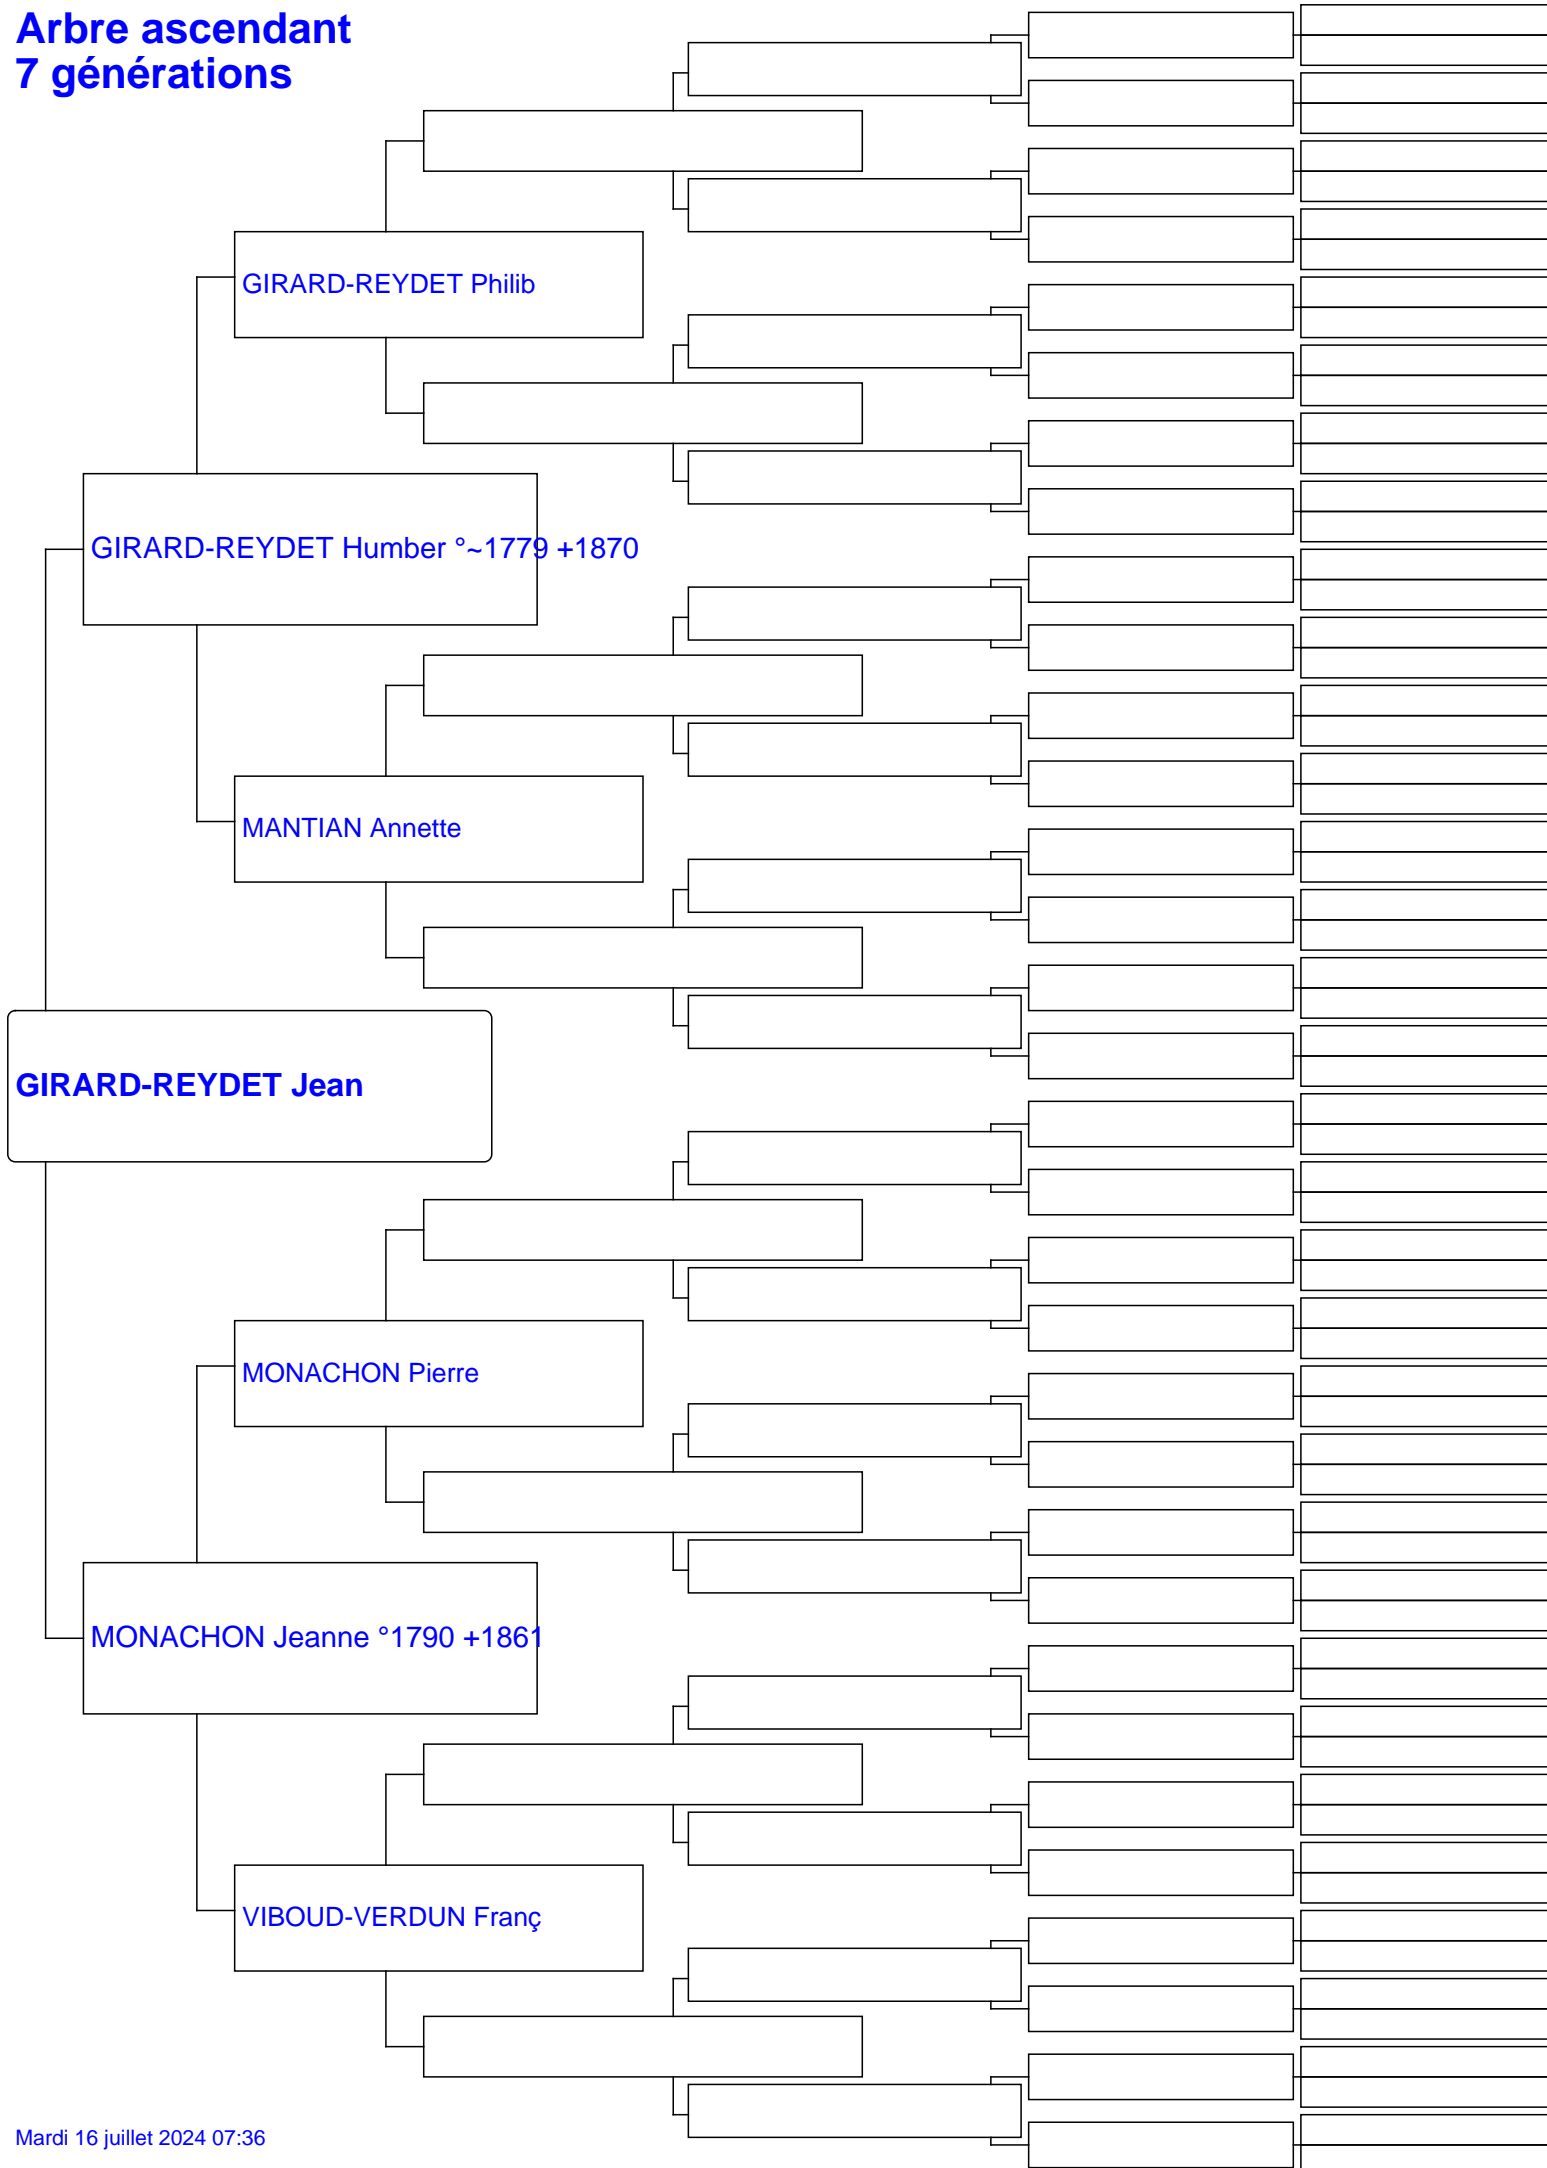 Arbre ascendant
7 générations
GIRARD-REYDET Philib
GIRARD-REYDET Humber °~1779 +1870
MANTIAN Annette
GIRARD-REYDET Jean
MONACHON Pierre
MONACHON Jeanne °1790 +1861
VIBOUD-VERDUN Franç
Mardi 16 juillet 2024 07:36